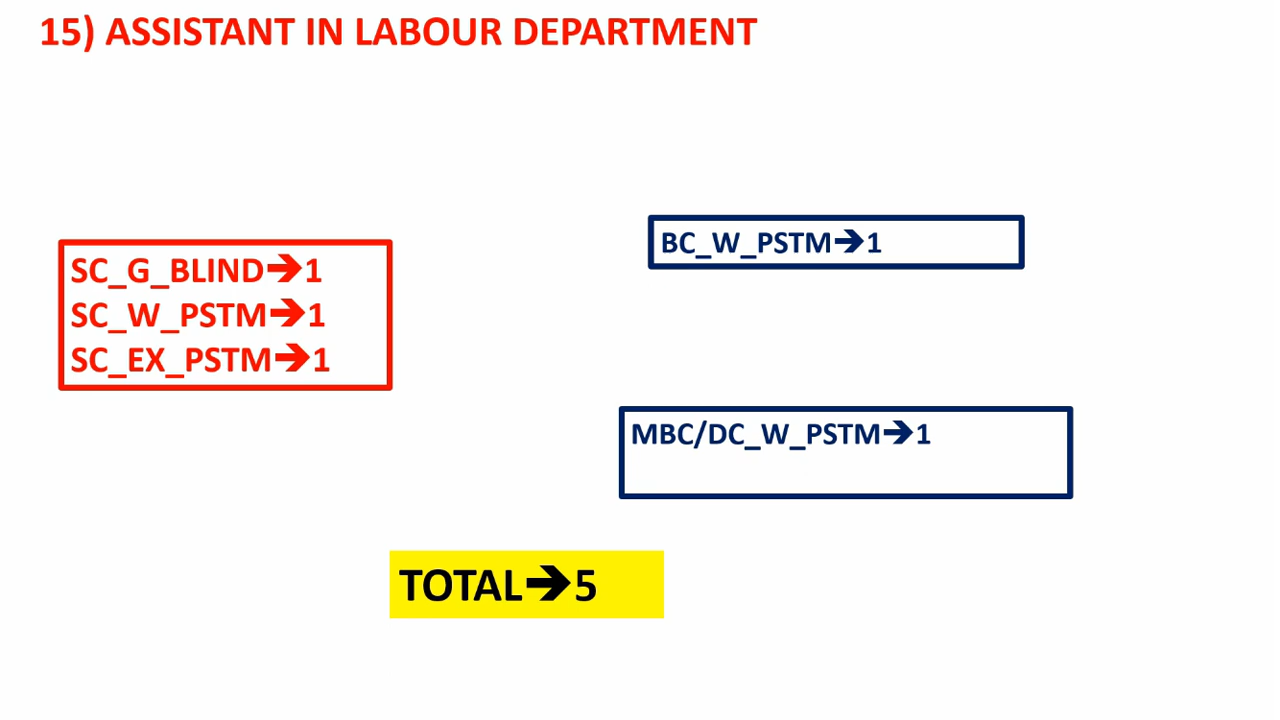 15) ASSISTANT IN LABOUR DEPARTMENT
SC_G_BLIND➔1
SC_W_PSTM➔1
SC_EX_PSTM➔1
BC_W_PSTM➔1
MBC/DC_W_PSTM➔1
TOTAL➔5